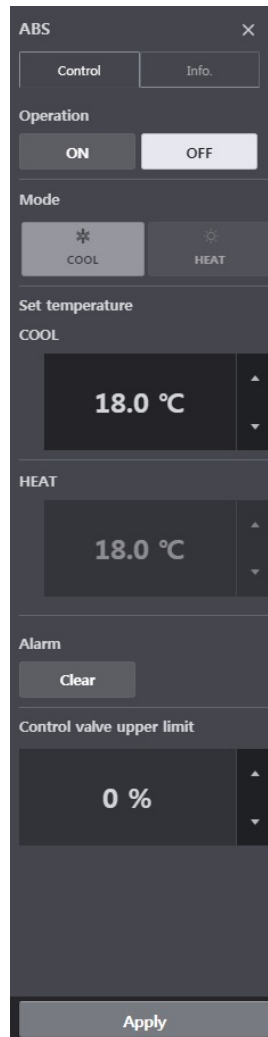 ABS ×
Control Info.
Operation
ON OFF
Mode
COOL HEAT
Set temperature
COOL
18.0 ℃
HEAT
18.0 ℃
Alarm
Clear
Control valve upper limit
0 %
Apply